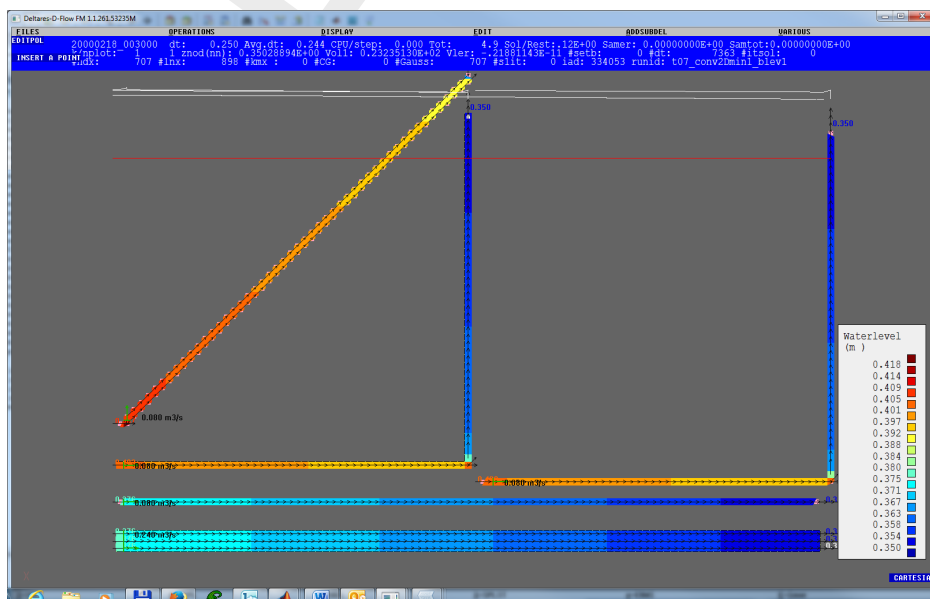 Deltares-D-Flow FM 1.1.261.53235M
FILES OPERATIONS DISPLAY EDIT ADDSUBDEL VARIOUS
EDITPOL 20000218_003000 dt: 0.250 Avg.dt: 0.244 CPU/step: 0.000 Tot: 4.9 Sol/Rest:.12E+00 Samer: 0.00000000E+00 Samtot:0.00000000E+00
k/nplot: 1 1 znod(nn): 0.35028894E+00 Vol1: 0.23235130E+02 Vler: -.21881143E-11 #setb: 0 #dt: 7363 #itsol: 0
INSERT A POINT
#ndx: 707 #lnx: 898 #kmx : 0 #CG: 0 #Gauss: 707 #slit: 0 iad: 334053 runid: t07_conv2Dmin1_blev1
0.350
0.350
Waterlevel
(m )
0.418
0.414
0.409
0.405
0.401
0.397
0.392
0.388
0.384
0.380
0.375
0.371
0.367
0.363
0.358
0.354
0.350
0.080 m3/s
0.080 m3/s
0.080 m3/s
0.080 m3/s
0.240 m3/s
CARTESIA